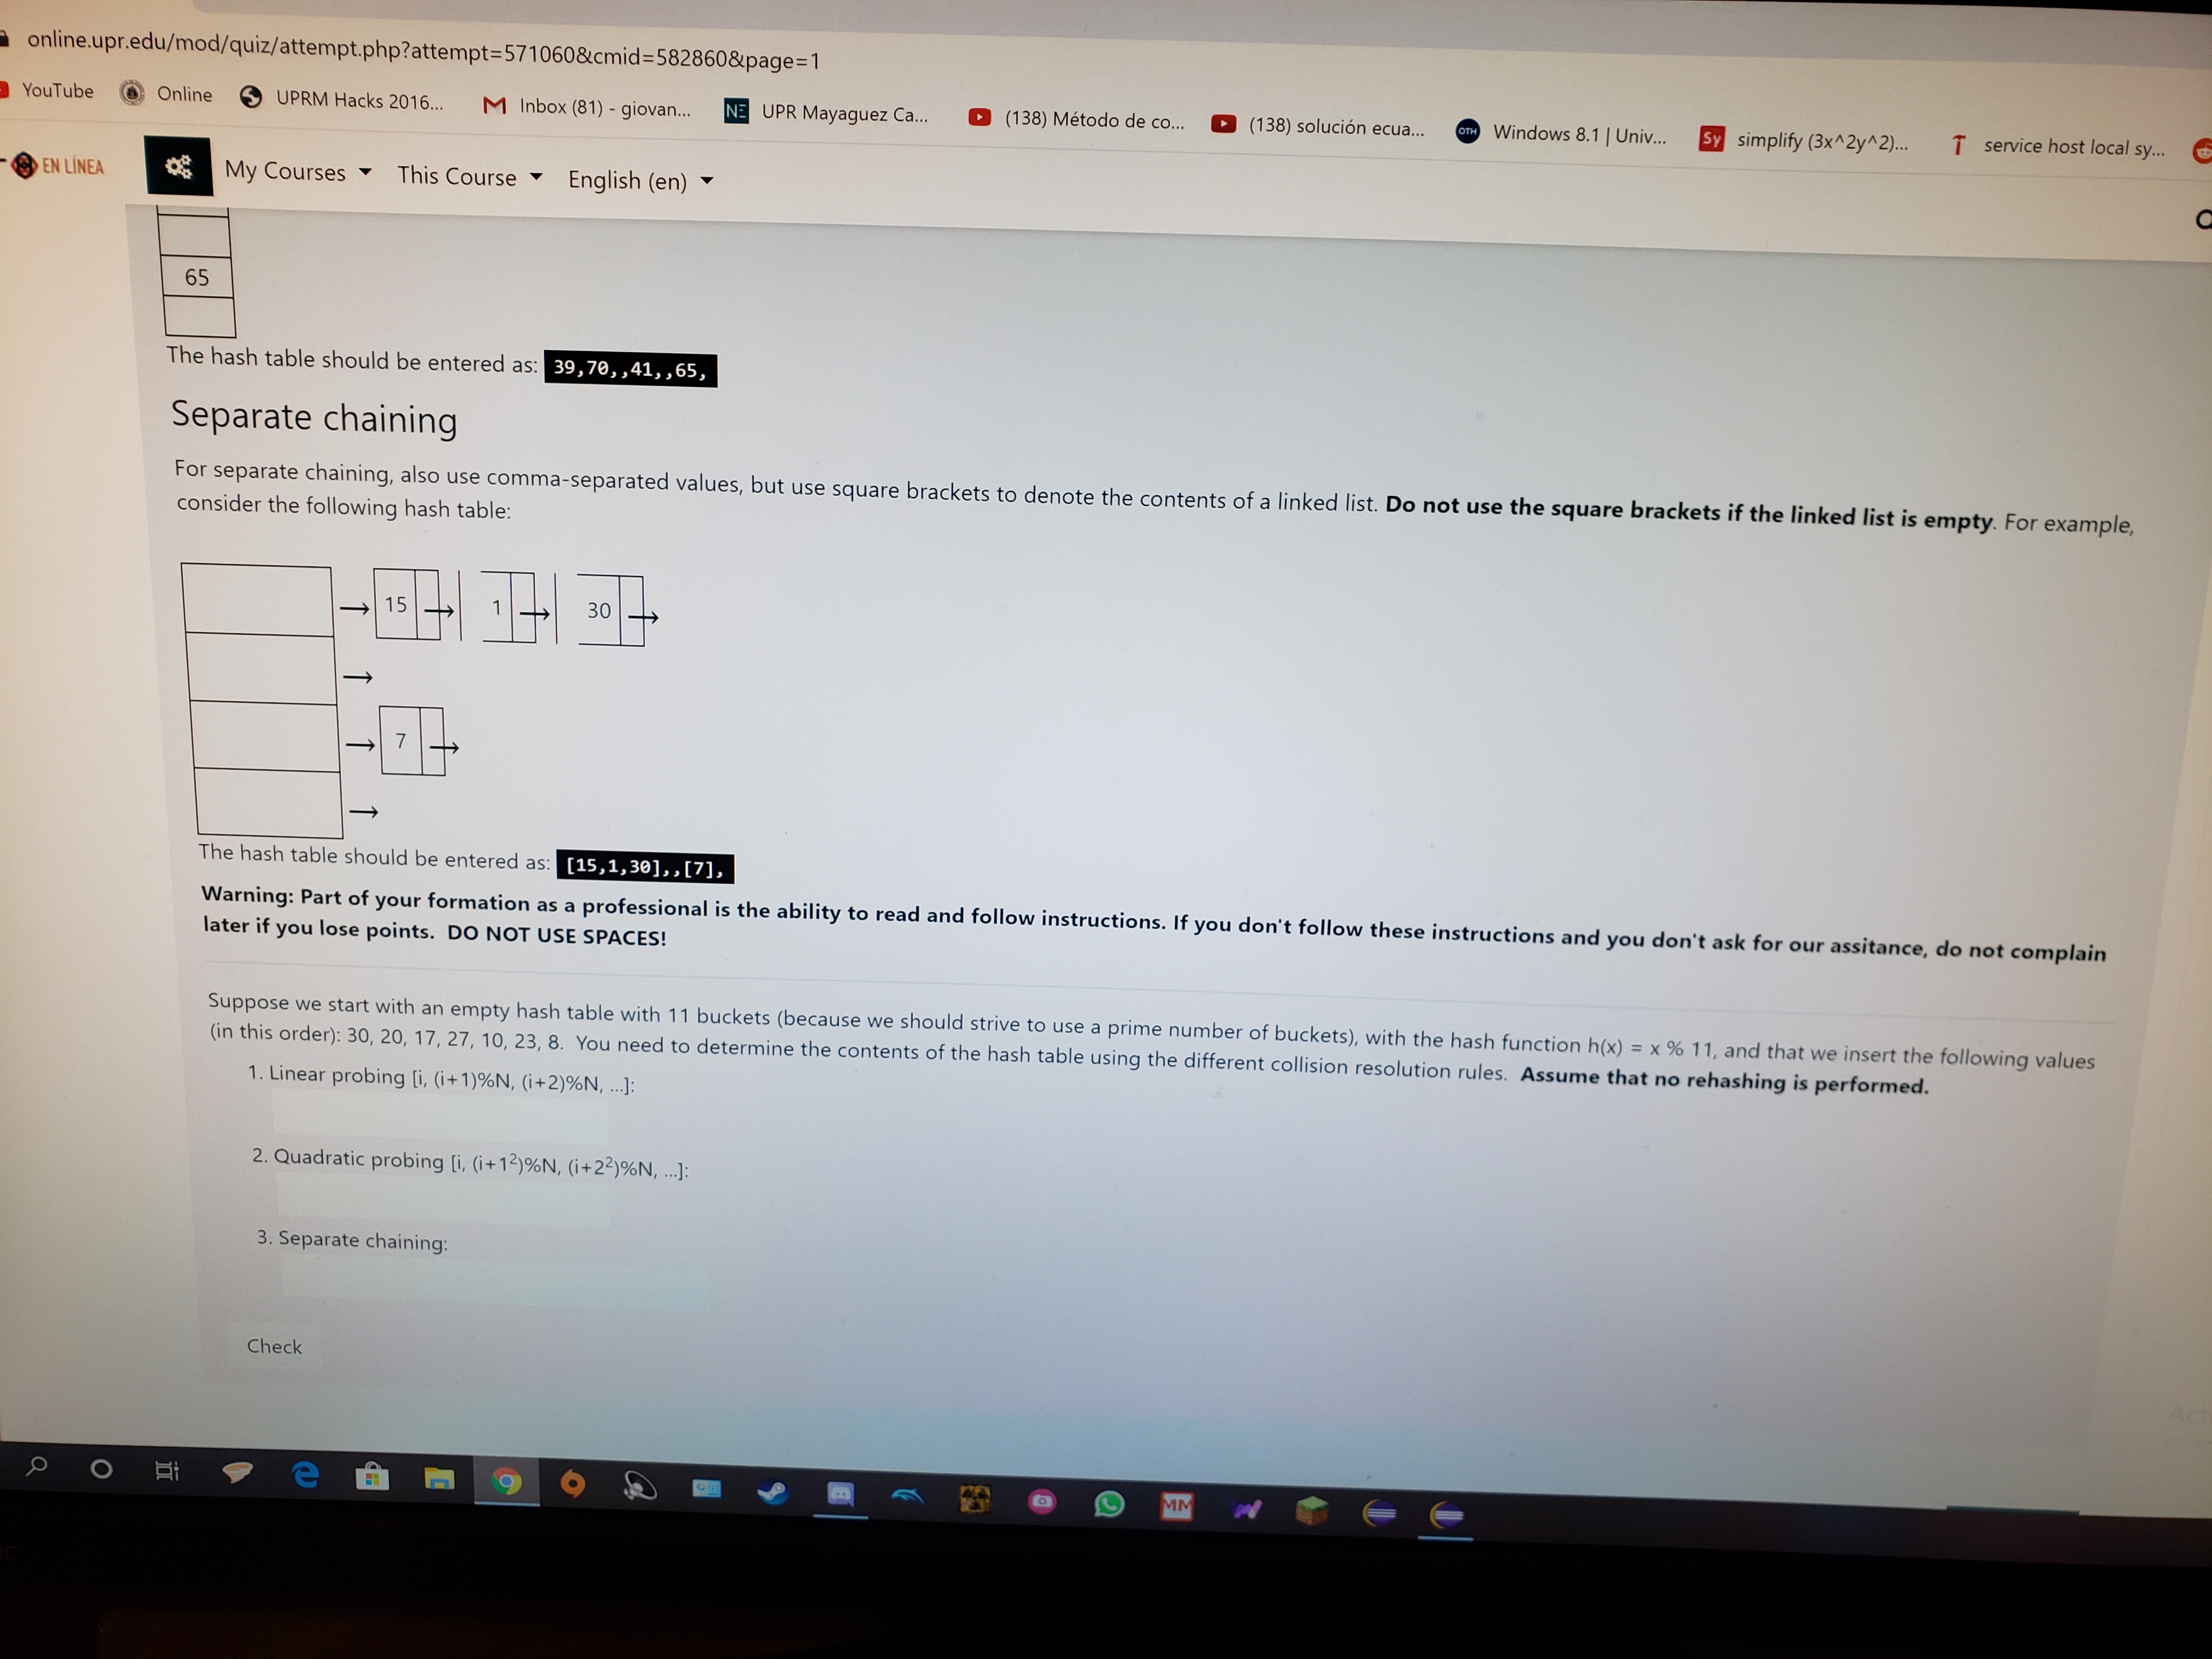 online.upr.edu/mod/quiz/attempt.php?attempt=571060&cmid=582860&page=1
YouTube Online UPRM Hacks 2016... Inbox (81) - giovan... NE UPR Mayaguez Ca... (138) Método de co... (138) solución ecua... OTH Windows 8.1 | Univ... Sy simplify (3x^2y^2)... service host local sy...
EN LÍNEA My Courses This Course English (en)
65
The hash table should be entered as: 39,70,,41,,65,
Separate chaining
For separate chaining, also use comma-separated values, but use square brackets to denote the contents of a linked list. Do not use the square brackets if the linked list is empty. For example,
consider the following hash table:
15 1 30
7
The hash table should be entered as: [15,1,30],,[7],
Warning: Part of your formation as a professional is the ability to read and follow instructions. If you don't follow these instructions and you don't ask for our assitance, do not complain
later if you lose points. DO NOT USE SPACES!
Suppose we start with an empty hash table with 11 buckets (because we should strive to use a prime number of buckets), with the hash function h(x) = x % 11, and that we insert the following values
(in this order): 30, 20, 17, 27, 10, 23, 8. You need to determine the contents of the hash table using the different collision resolution rules. Assume that no rehashing is performed.
1. Linear probing [i, (i+1)%N, (i+2)%N, ...]:
2. Quadratic probing [i, (i+1²)%N, (i+2²)%N, ...]:
3. Separate chaining:
Check
MM